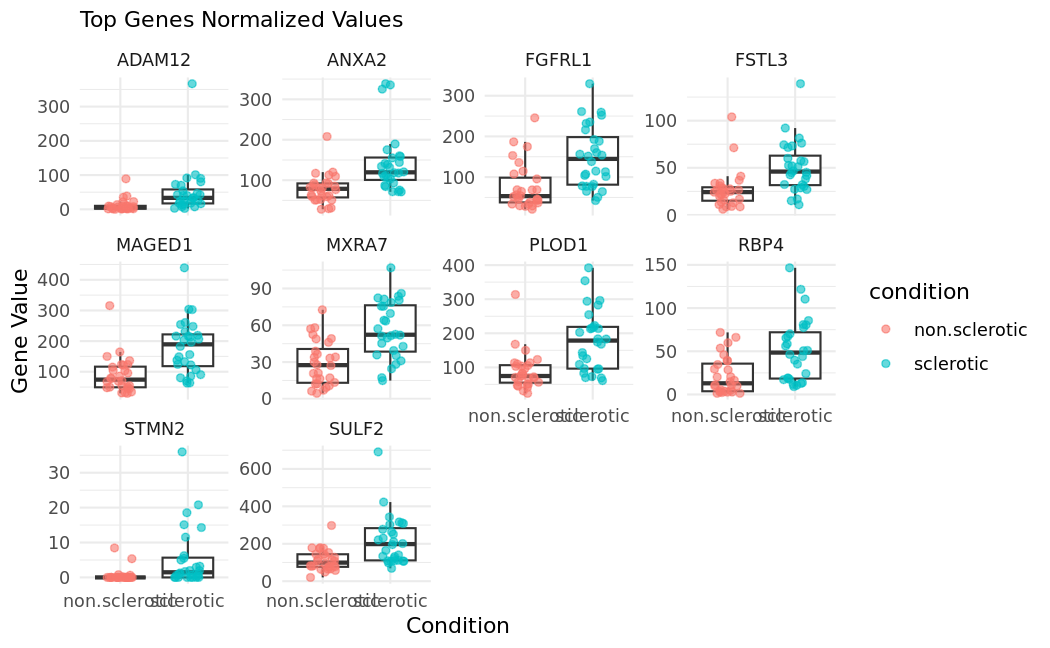 Top Genes Normalized Values
ADAM12 ANXA2 FGFRL1 FSTL3
300 200 100 0
300 200 100
300 200 100
100 50 0
MAGED1 MXRA7 PLOD1 RBP4
400 300 200 100
90 60 30 0
400 300 200 100
150 100 50 0
non.sclerotic sclerotic non.sclerotic sclerotic
STMN2 SULF2
30 20 10 0
600 400 200 0
non.sclerotic sclerotic non.sclerotic sclerotic
Condition
Gene Value
condition
non.sclerotic
sclerotic